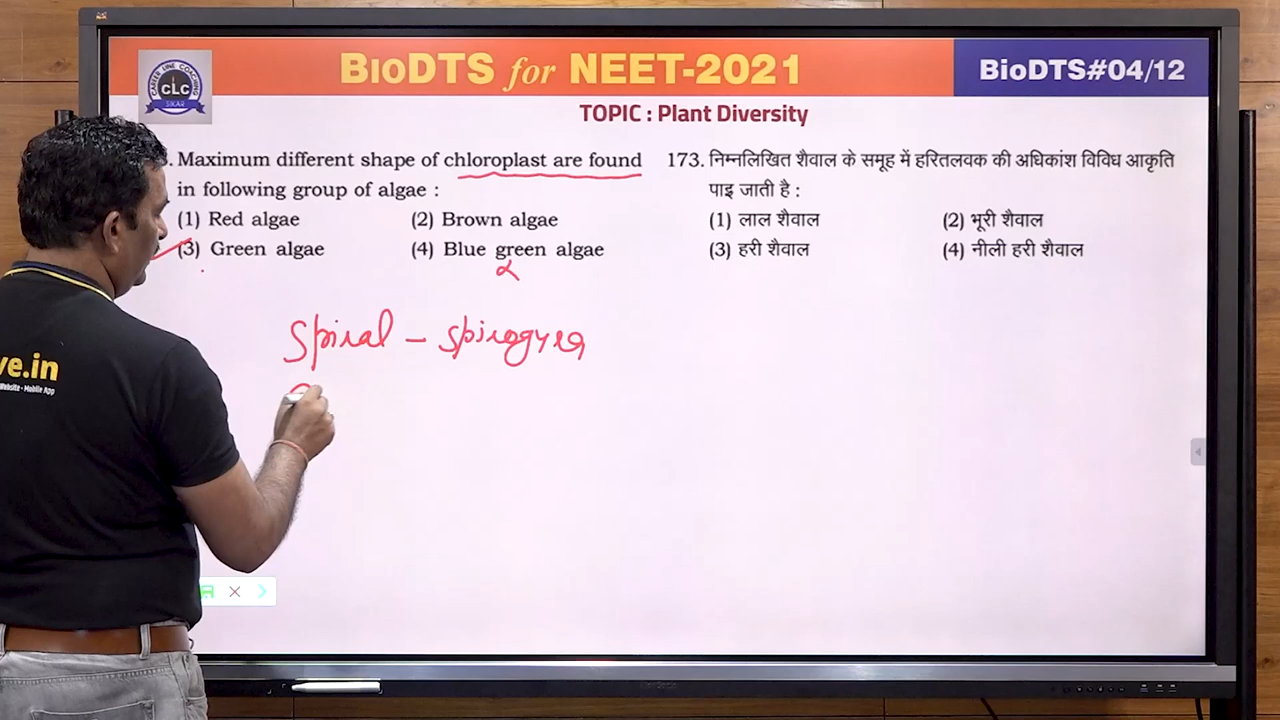 BIODTS for NEET-2021
BioDTS#04/12
CAREER LINE COACHING
CLC
SIKAR
TOPIC : Plant Diversity
. Maximum different shape of chloroplast are found
in following group of algae :
(1) Red algae (2) Brown algae
(3) Green algae (4) Blue green algae
173. निम्नलिखित शैवाल के समूह में हरितलवक की अधिकांश विविध आकृति
पाइ जाती है :
(1) लाल शैवाल (2) भूरी शैवाल
(3) हरी शैवाल (4) नीली हरी शैवाल
Spiral - spirogyra
ve.in
Website - Mobile App